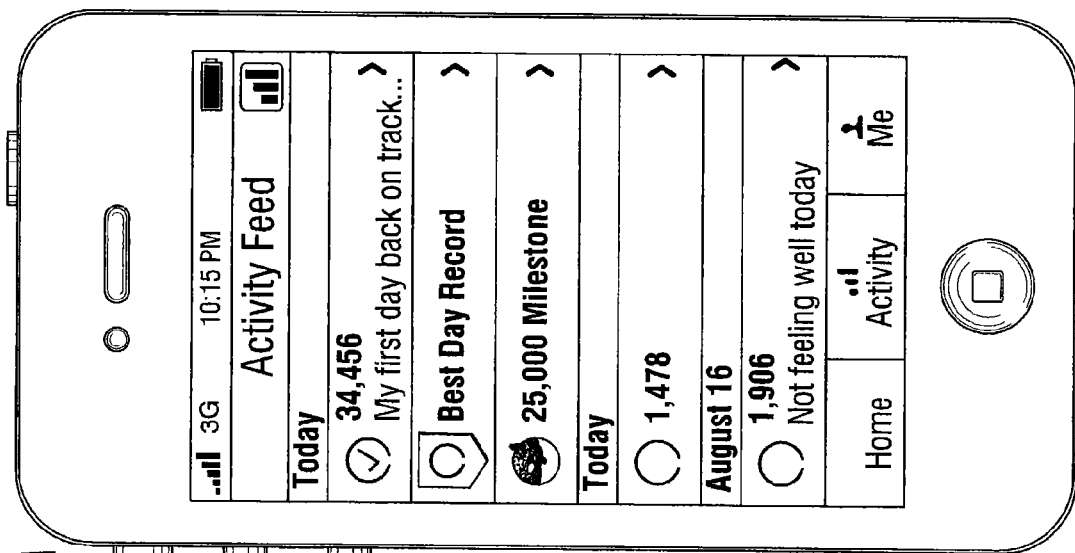 3G 10:15 PM
Activity Feed
Today
34,456
My first day back on track...
Best Day Record
25,000 Milestone
Today
1,478
August 16
1,906
Not feeling well today
Home Activity Me